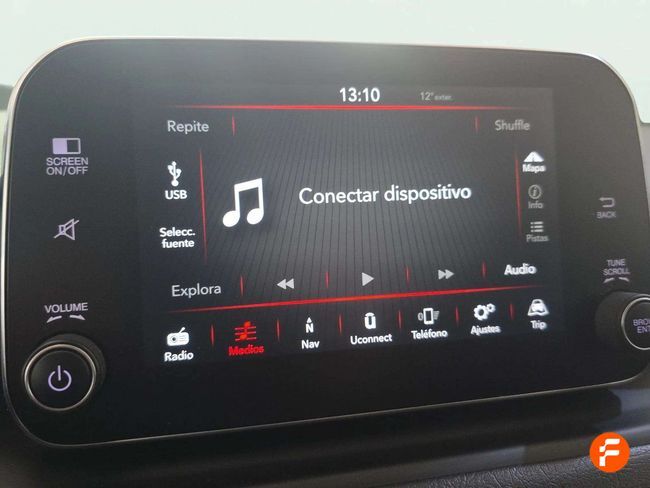 13:10
12° exter.
Repite
Shuffle
SCREEN
ON/OFF
USB
Conectar dispositivo
Mapa
Info
BACK
Selecc.
fuente
Pistas
Explora
Audio
TUNE
SCROLL
VOLUME
Radio
Medios
N
Nav
Uconnect
Teléfono
Ajustes
Trip